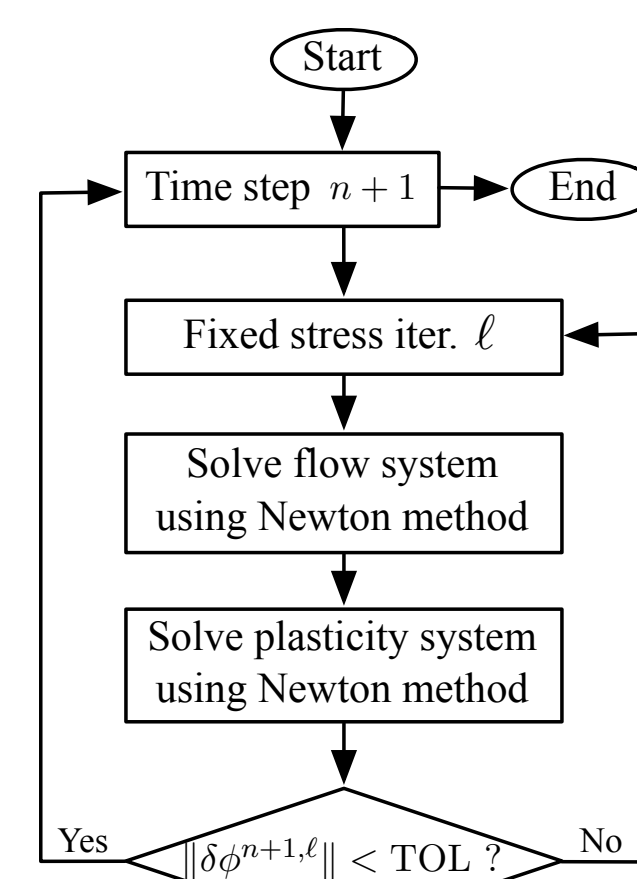 Start
Time step n + 1
End
Fixed stress iter. ℓ
Solve flow system
using Newton method
Solve plasticity system
using Newton method
Yes
‖δϕⁿ⁺¹,ℓ‖ < TOL ?
No